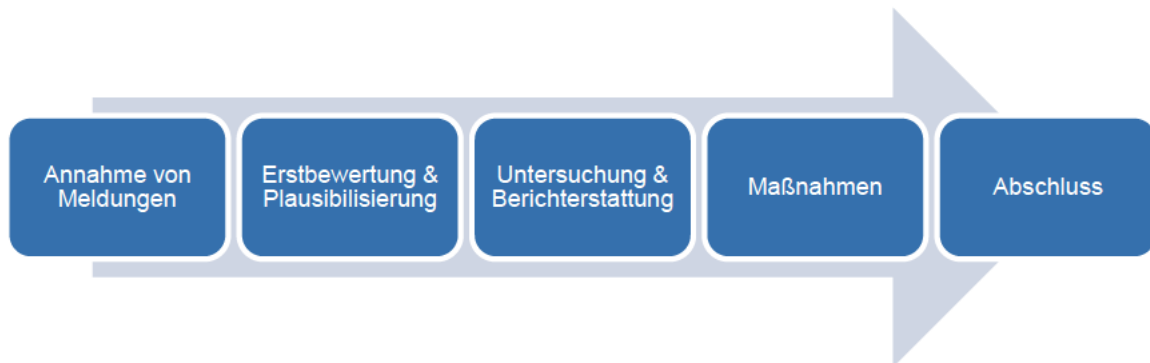 Annahme von
Meldungen
Erstbewertung &
Plausibilisierung
Untersuchung &
Berichterstattung
Maßnahmen
Abschluss